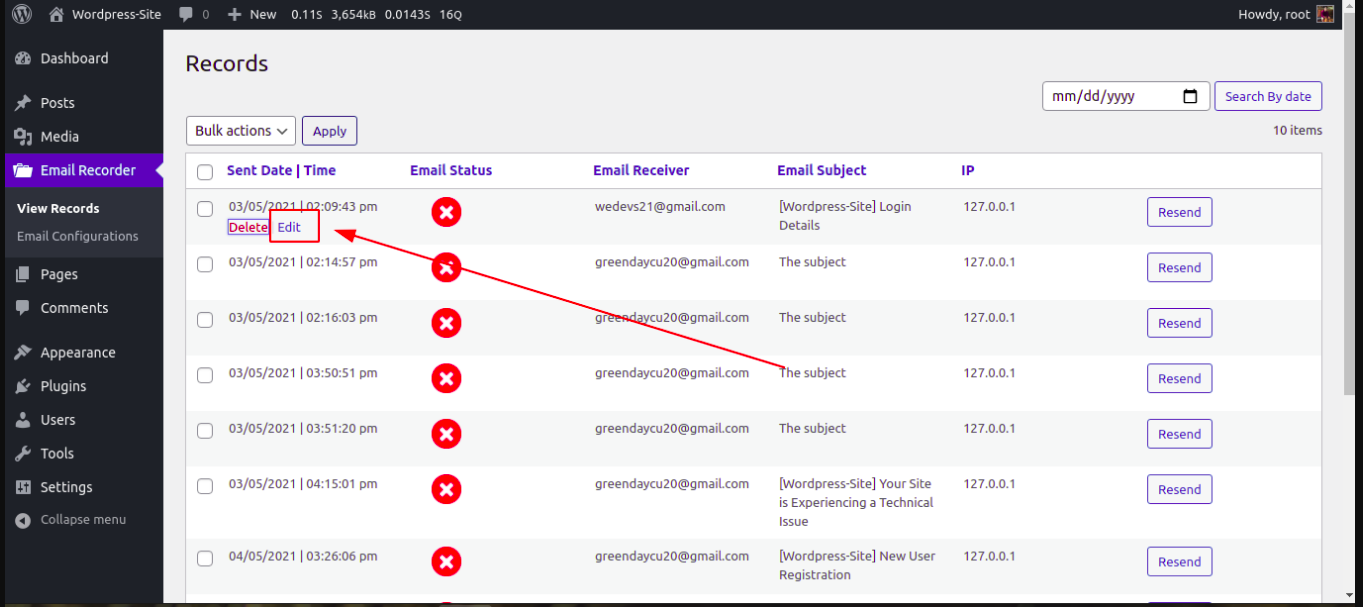 Wordpress-Site 0 New 0.11S 3,654KB 0.0143S 16Q Howdy, root
Dashboard
Posts
Media
Email Recorder
View Records
Email Configurations
Pages
Comments
Appearance
Plugins
Users
Tools
Settings
Collapse menu
Records
mm/dd/yyyy Search By date
Bulk actions Apply 10 items
Sent Date | Time Email Status Email Receiver Email Subject IP
03/05/2021 | 02:09:43 pm wedevs21@gmail.com [Wordpress-Site] Login 127.0.0.1 Resend
Details
Delete Edit
03/05/2021 | 02:14:57 pm greendaycu20@gmail.com The subject 127.0.0.1 Resend
03/05/2021 | 02:16:03 pm greendaycu20@gmail.com The subject 127.0.0.1 Resend
03/05/2021 | 03:50:51 pm greendaycu20@gmail.com The subject 127.0.0.1 Resend
03/05/2021 | 03:51:20 pm greendaycu20@gmail.com The subject 127.0.0.1 Resend
03/05/2021 | 04:15:01 pm greendaycu20@gmail.com [Wordpress-Site] Your Site 127.0.0.1 Resend
is Experiencing a Technical
Issue
04/05/2021 | 03:26:06 pm greendaycu20@gmail.com [Wordpress-Site] New User 127.0.0.1 Resend
Registration